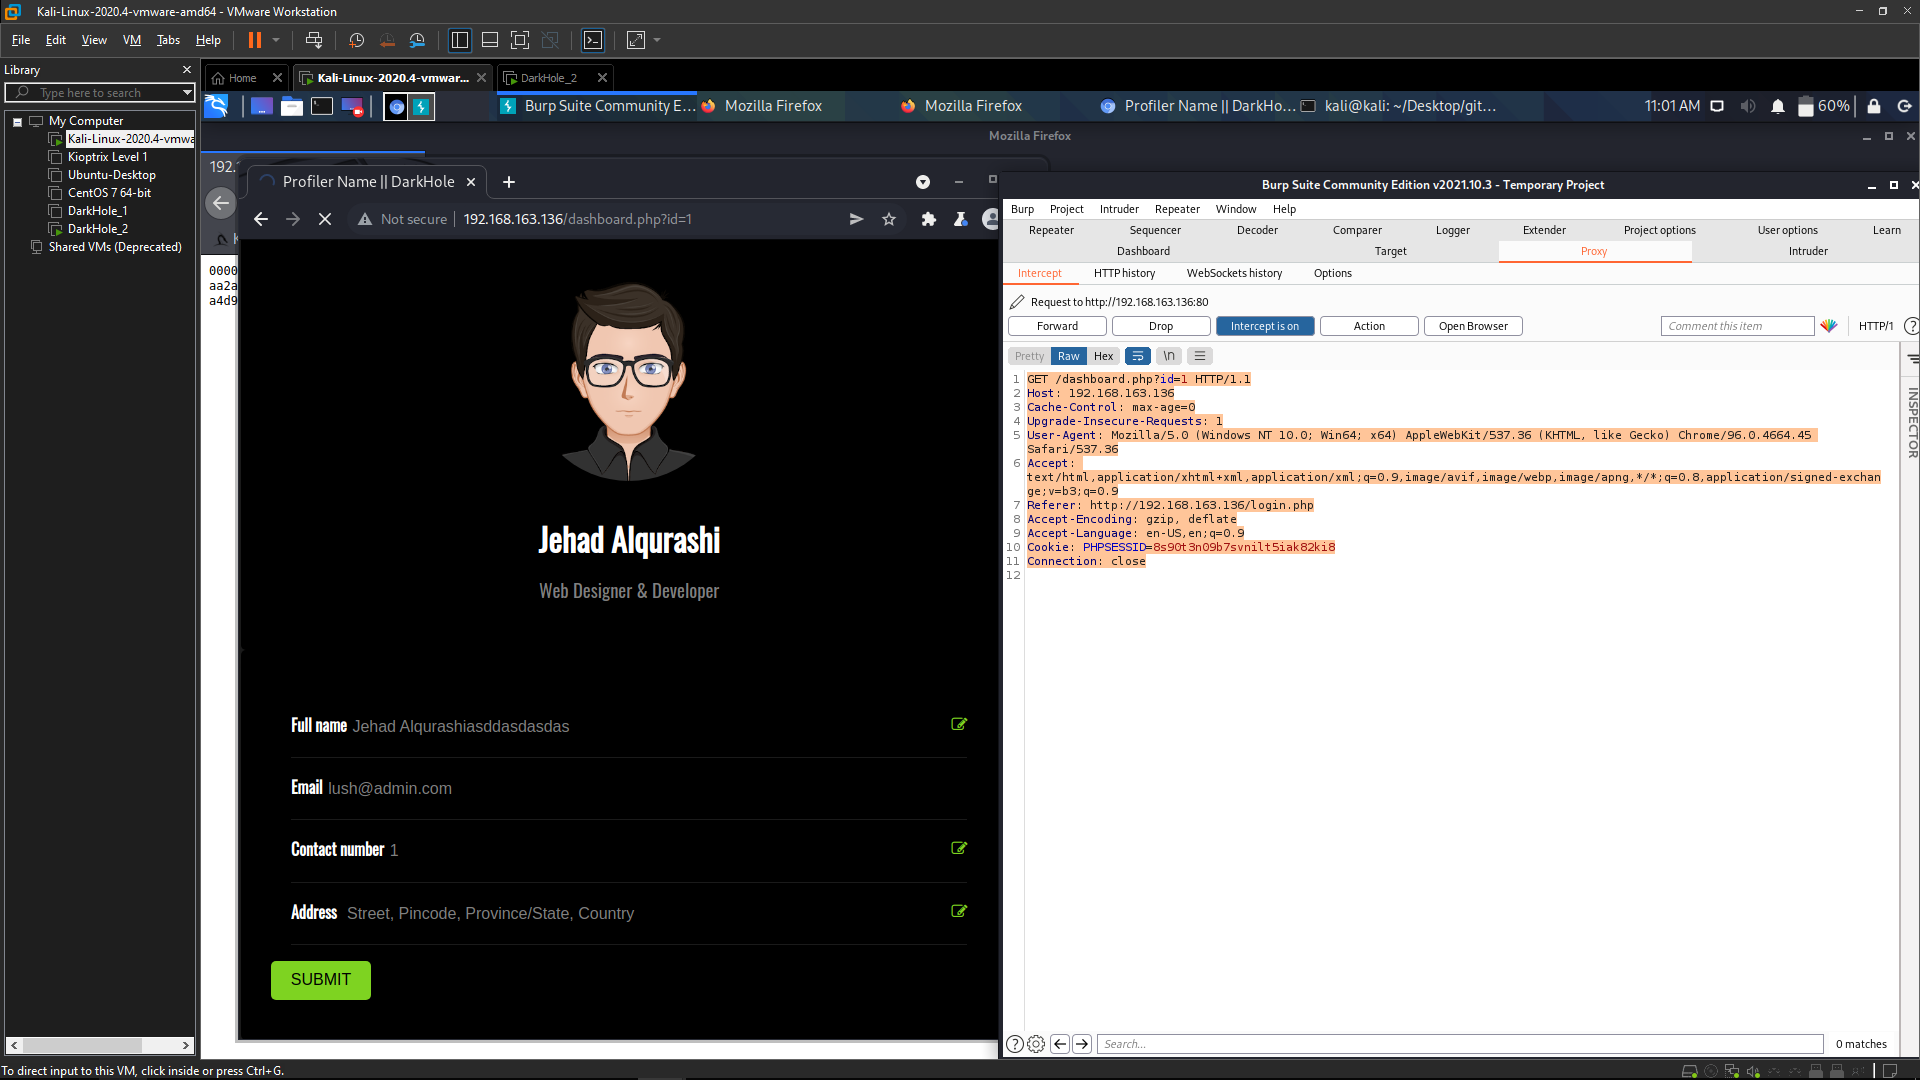 Kali-Linux-2020.4-vmware-amd64 - VMware Workstation
File Edit View VM Tabs Help
Library
Type here to search
My Computer
Kali-Linux-2020.4-vmwa
Kioptrix Level 1
Ubuntu-Desktop
CentOS 7 64-bit
DarkHole_1
DarkHole_2
Shared VMs (Deprecated)
Home
Kali-Linux-2020.4-vmwar...
DarkHole_2
Burp Suite Community E...
Mozilla Firefox
Mozilla Firefox
Profiler Name || DarkHo...
kali@kali: ~/Desktop/git...
11:01 AM
60%
Mozilla Firefox
192.
0000
aa2a
a4d9
Profiler Name || DarkHole
Not secure 192.168.163.136/dashboard.php?id=1
Jehad Alqurashi
Web Designer & Developer
Full name Jehad Alqurashiasddasdasdas
Email lush@admin.com
Contact number 1
Address Street, Pincode, Province/State, Country
SUBMIT
Burp Suite Community Edition v2021.10.3 - Temporary Project
Burp Project Intruder Repeater Window Help
Repeater Sequencer Decoder Comparer Logger Extender Project options User options Learn
Dashboard Target Proxy Intruder
Intercept HTTP history WebSockets history Options
Request to http://192.168.163.136:80
Forward Drop Intercept is on Action Open Browser Comment this item HTTP/1 ?
Pretty Raw Hex \n
1 GET /dashboard.php?id=1 HTTP/1.1
2 Host: 192.168.163.136
3 Cache-Control: max-age=0
4 Upgrade-Insecure-Requests: 1
5 User-Agent: Mozilla/5.0 (Windows NT 10.0; Win64; x64) AppleWebKit/537.36 (KHTML, like Gecko) Chrome/96.0.4664.45
Safari/537.36
6 Accept:
text/html,application/xhtml+xml,application/xml;q=0.9,image/avif,image/webp,image/apng,*/*;q=0.8,application/signed-exchan
ge;v=b3;q=0.9
7 Referer: http://192.168.163.136/login.php
8 Accept-Encoding: gzip, deflate
9 Accept-Language: en-US,en;q=0.9
10 Cookie: PHPSESSID=8s90t3n09b7svnilt5iak82ki8
11 Connection: close
12
INSPECTOR
? Search... 0 matches
To direct input to this VM, click inside or press Ctrl+G.